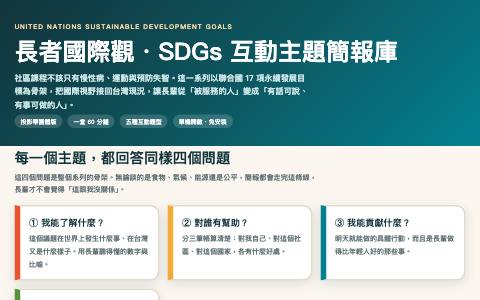 UNITED NATIONS SUSTAINABLE DEVELOPMENT GOALS
長者國際觀．SDGs 互動主題簡報庫
社區課程不該只有慢性病、運動與預防失智。這一系列以聯合國 17 項永續發展目
標為骨架，把國際視野接回台灣現況，讓長輩從「被服務的人」變成「有話可說、
有事可做的人」。
投影帶團體版
一堂 60 分鐘
五種互動題型
單機開啟．免安裝
每一個主題，都回答同樣四個問題
這四個問題是整個系列的骨架。無論談的是食物、氣候、能源還是公平，簡報都會走完這條線，
長輩才不會覺得「這跟我沒關係」。
① 我能了解什麼？
這個議題在世界上發生什麼事、在台灣
又是什麼樣子。用長輩聽得懂的數字與
比喻。
② 對誰有幫助？
分三筆帳算清楚：對我自己、對這個社
區、對這個國家，各有什麼好處。
③ 我能貢獻什麼？
明天就能做的具體行動，而且是長輩做
得比年輕人好的那些事。